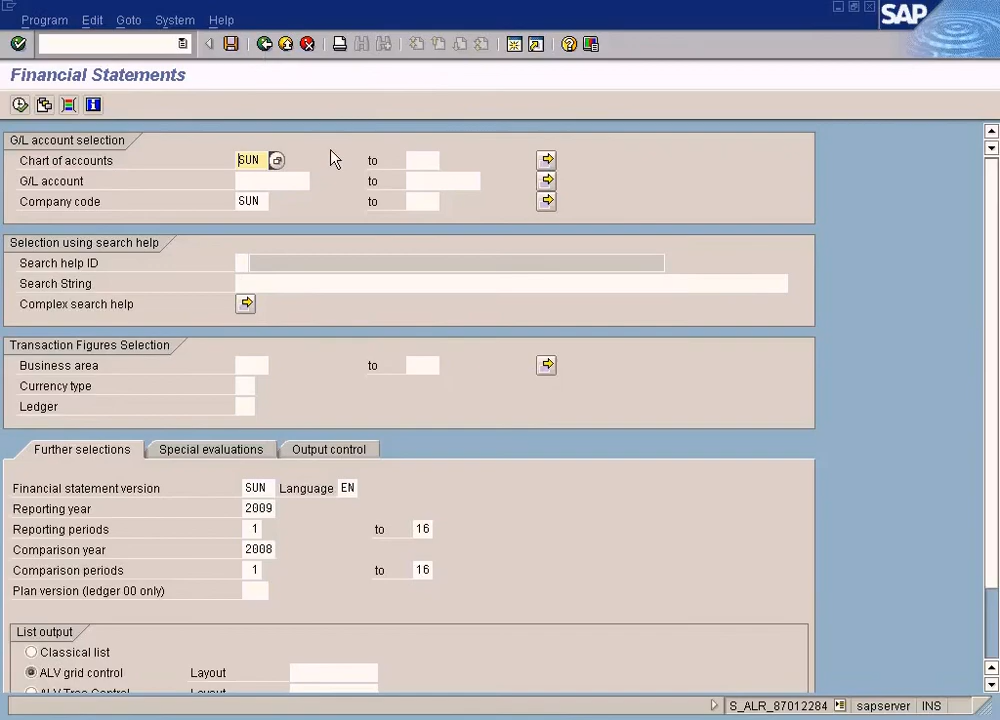 Program Edit Goto System Help
SAP
Financial Statements
G/L account selection
Chart of accounts SUN to
G/L account to
Company code SUN to
Selection using search help
Search help ID
Search String
Complex search help
Transaction Figures Selection
Business area to
Currency type
Ledger
Further selections Special evaluations Output control
Financial statement version SUN Language EN
Reporting year 2009
Reporting periods 1 to 16
Comparison year 2008
Comparison periods 1 to 16
Plan version (ledger 00 only)
List output
Classical list
ALV grid control Layout
ALV Tree Control Layout
S_ALR_87012284 sapserver INS